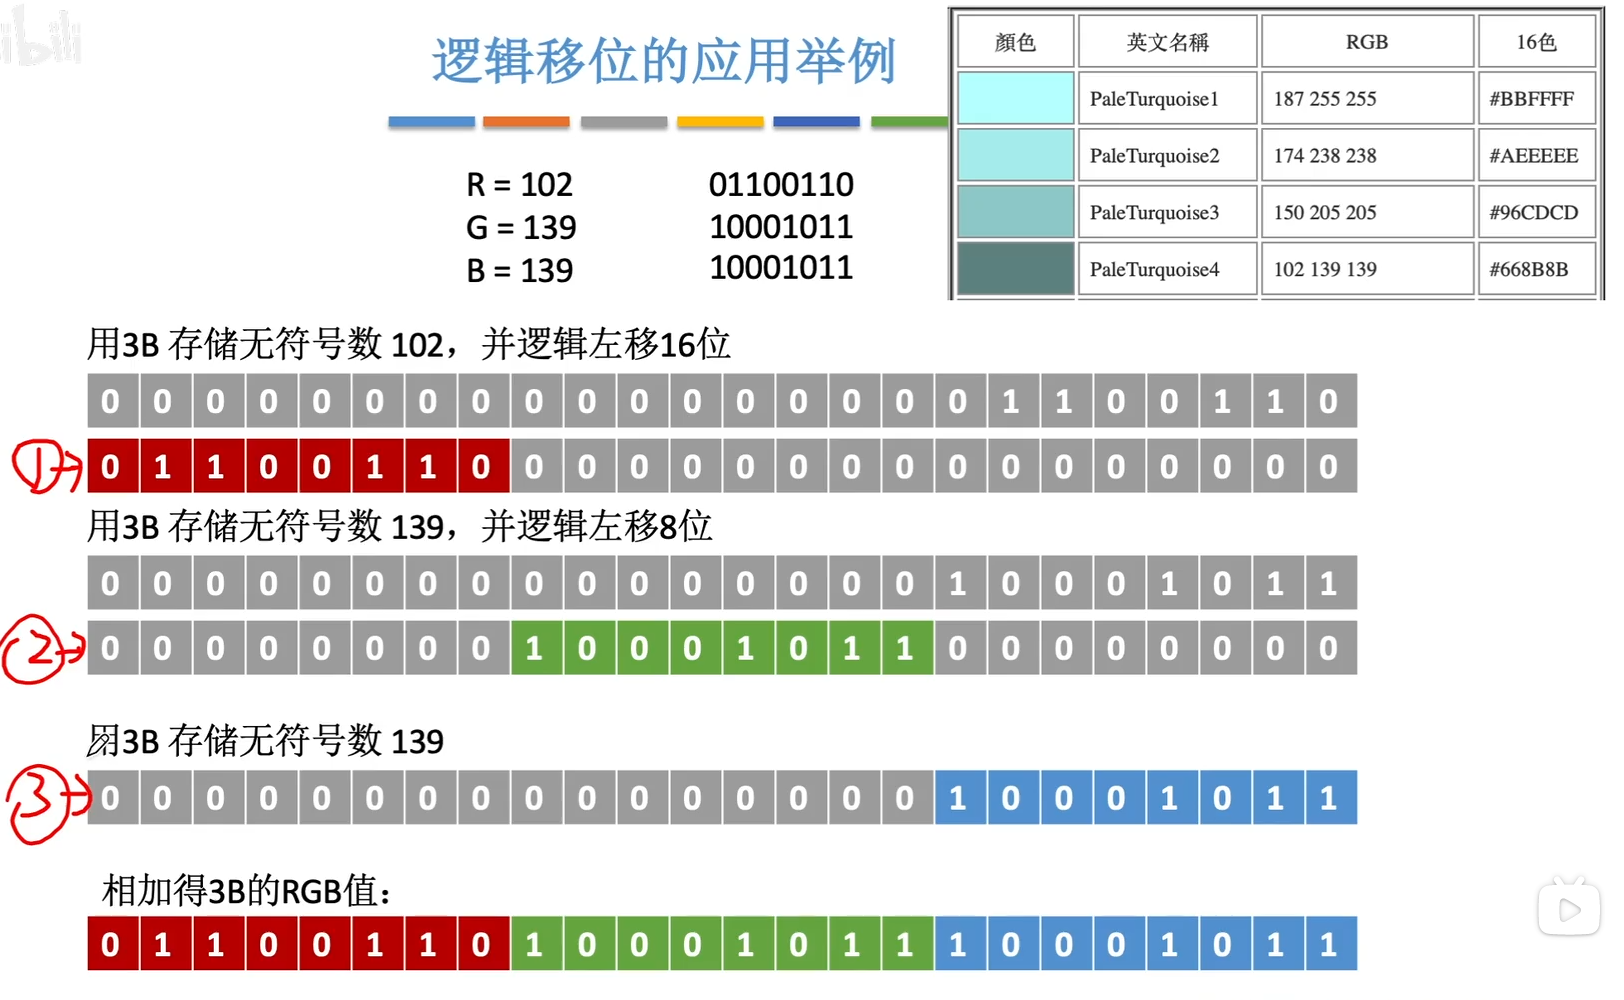 bilibili
逻辑移位的应用举例
顏色 英文名稱 RGB 16色
PaleTurquoise1 187 255 255 #BBFFFF
PaleTurquoise2 174 238 238 #AEEEEE
PaleTurquoise3 150 205 205 #96CDCD
PaleTurquoise4 102 139 139 #668B8B
R = 102 01100110
G = 139 10001011
B = 139 10001011
用3B 存储无符号数 102，并逻辑左移16位
0 0 0 0 0 0 0 0 0 0 0 0 0 0 0 0 0 1 1 0 0 1 1 0
①→ 0 1 1 0 0 1 1 0 0 0 0 0 0 0 0 0 0 0 0 0 0 0 0 0
用3B 存储无符号数 139，并逻辑左移8位
0 0 0 0 0 0 0 0 0 0 0 0 0 0 0 0 1 0 0 0 1 0 1 1
②→ 0 0 0 0 0 0 0 0 1 0 0 0 1 0 1 1 0 0 0 0 0 0 0 0
用3B 存储无符号数 139
③→ 0 0 0 0 0 0 0 0 0 0 0 0 0 0 0 0 1 0 0 0 1 0 1 1
相加得3B的RGB值：
0 1 1 0 0 1 1 0 1 0 0 0 1 0 1 1 1 0 0 0 1 0 1 1